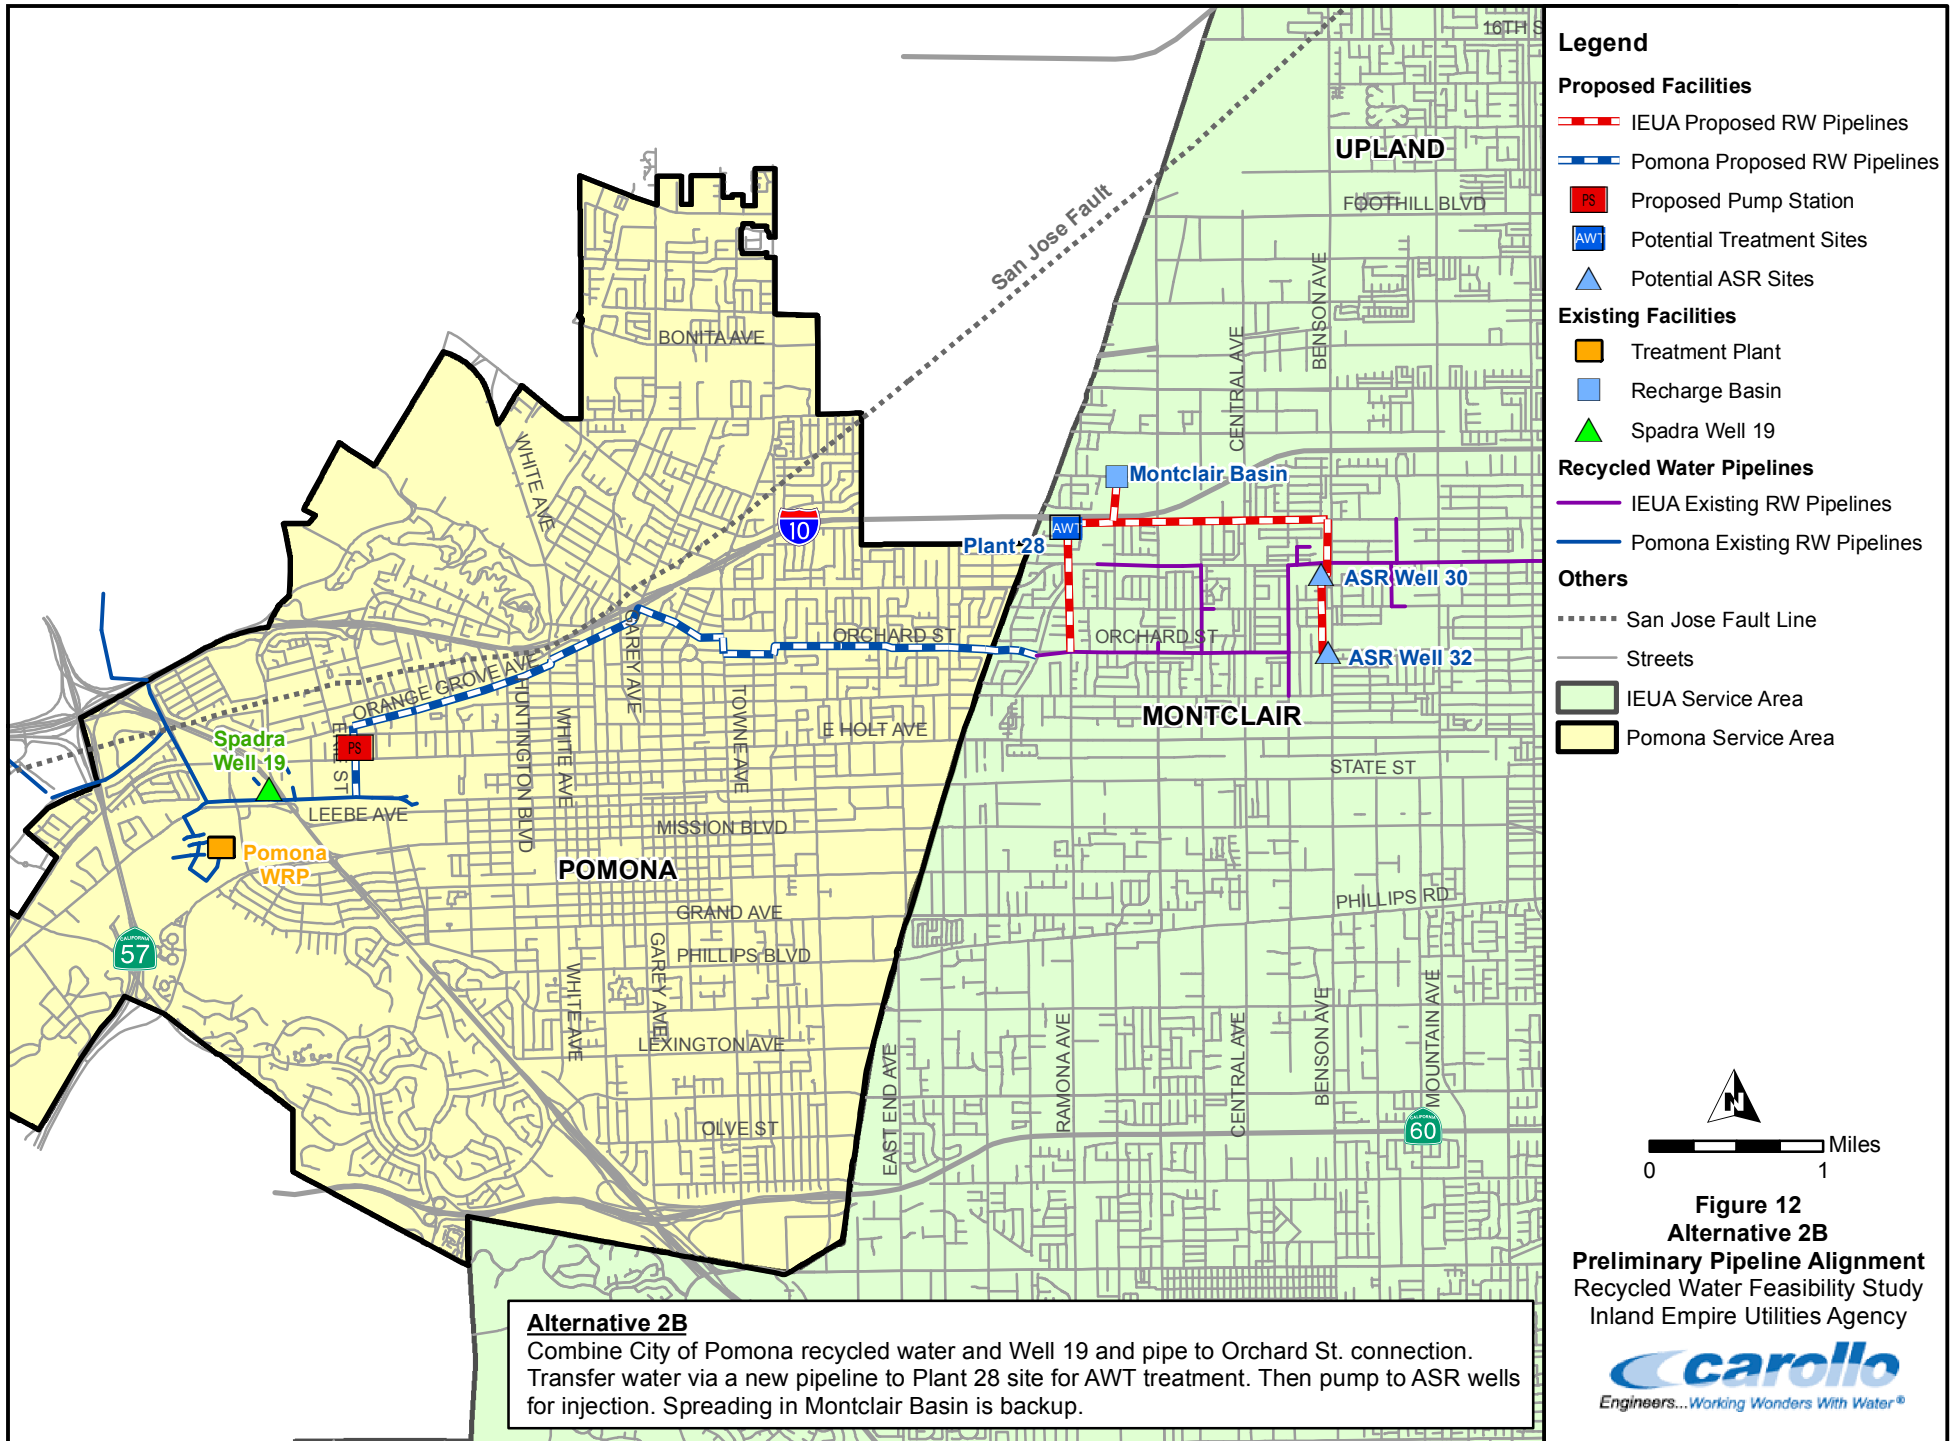 16TH S
UPLAND
FOOTHILL BLVD
San Jose Fault
BENSON AVE
CENTRAL AVE
BONITA AVE
WHITE AVE
10
Montclair Basin
AWT
Plant 28
ASR Well 30
ORCHARD ST
ORCHARD ST
ASR Well 32
GAREY AVE
ORANGE GROVE AVE
HUNTINGTON BLVD
WHITE AVE
TOWNE AVE
E HOLT AVE
MONTCLAIR
STATE ST
Spadra
Well 19
PS
LEEBE AVE
MISSION BLVD
Pomona
WRP
POMONA
PHILLIPS RD
GRAND AVE
PHILLIPS BLVD
57
CALIFORNIA
WHITE AVE
GAREY AVE
LEXINGTON AVE
OLVE ST
EAST END AVE
RAMONA AVE
CENTRAL AVE
BENSON AVE
MOUNTAIN AVE
CALIFORNIA
60
Alternative 2B
Combine City of Pomona recycled water and Well 19 and pipe to Orchard St. connection.
Transfer water via a new pipeline to Plant 28 site for AWT treatment. Then pump to ASR wells
for injection. Spreading in Montclair Basin is backup.
Legend
Proposed Facilities
IEUA Proposed RW Pipelines
Pomona Proposed RW Pipelines
PS Proposed Pump Station
AWT Potential Treatment Sites
Potential ASR Sites
Existing Facilities
Treatment Plant
Recharge Basin
Spadra Well 19
Recycled Water Pipelines
IEUA Existing RW Pipelines
Pomona Existing RW Pipelines
Others
San Jose Fault Line
Streets
IEUA Service Area
Pomona Service Area
N
Miles
0 1
Figure 12
Alternative 2B
Preliminary Pipeline Alignment
Recycled Water Feasibility Study
Inland Empire Utilities Agency
carollo
Engineers...Working Wonders With Water®